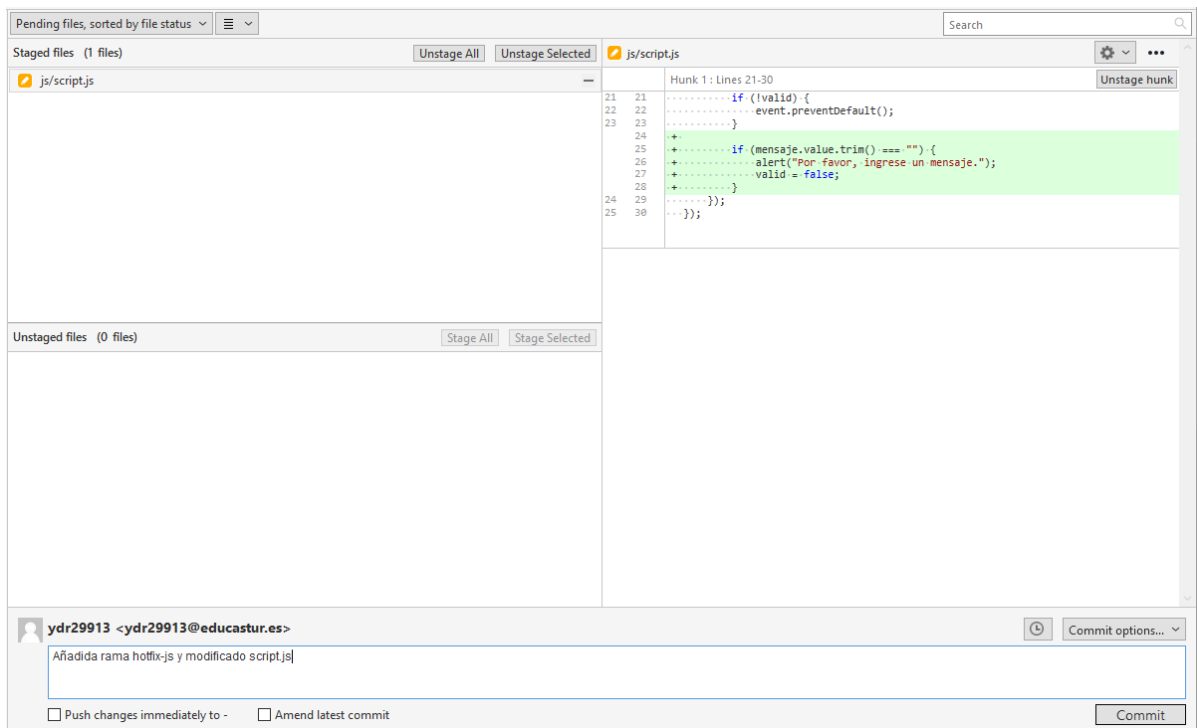 Pending files, sorted by file status
Search
Staged files (1 files)
Unstage All
Unstage Selected
js/script.js
js/script.js
Hunk 1 : Lines 21-30
Unstage hunk
21 21 if (!valid) {
22 22 event.preventDefault();
23 23 }
24 +
25 + if (mensaje.value.trim() === "") {
26 + alert("Por favor, ingrese un mensaje.");
27 + valid = false;
28 + }
24 29 });
25 30 });
Unstaged files (0 files)
Stage All
Stage Selected
ydr29913 <ydr29913@educastur.es>
Commit options...
Añadida rama hotfix-js y modificado script.js
Push changes immediately to -
Amend latest commit
Commit